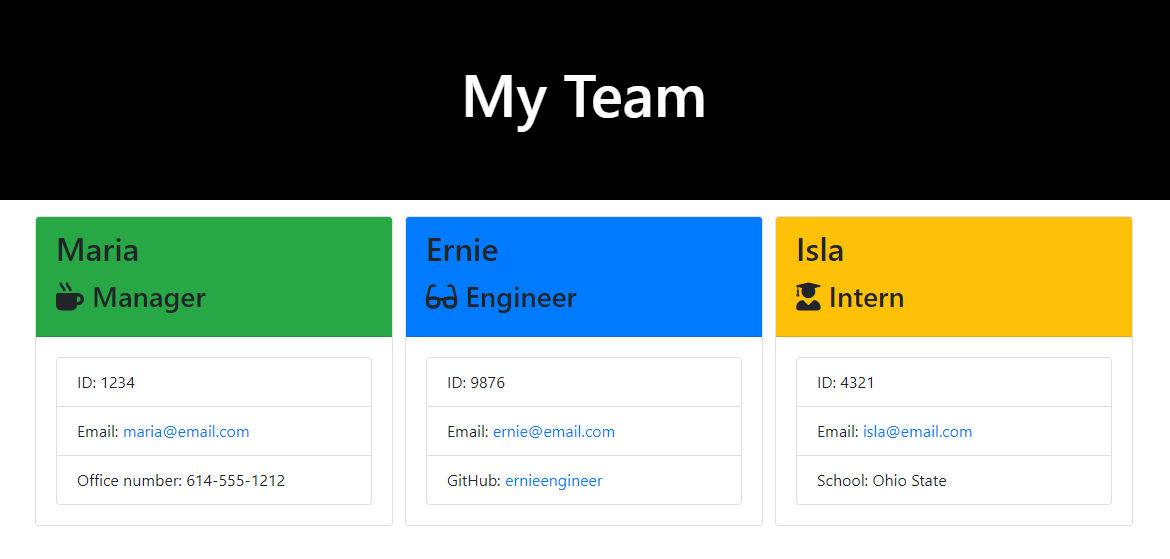 My Team
Maria
Manager
ID: 1234
Email: maria@email.com
Office number: 614-555-1212
Ernie
Engineer
ID: 9876
Email: ernie@email.com
GitHub: ernieengineer
Isla
Intern
ID: 4321
Email: isla@email.com
School: Ohio State